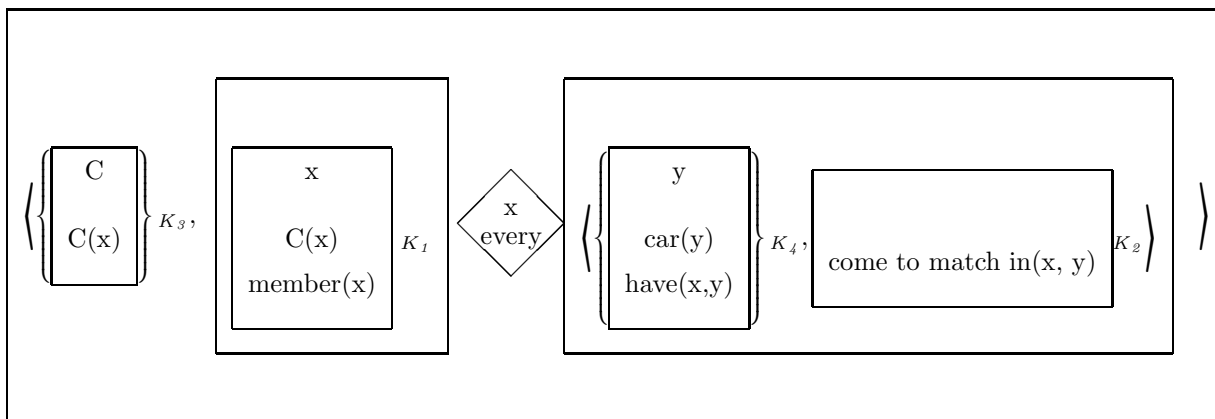 C
C(x)
K3,
x
C(x)
member(x)
K1
x
every
y
car(y)
have(x,y)
K4,
come to match in(x, y)
K2